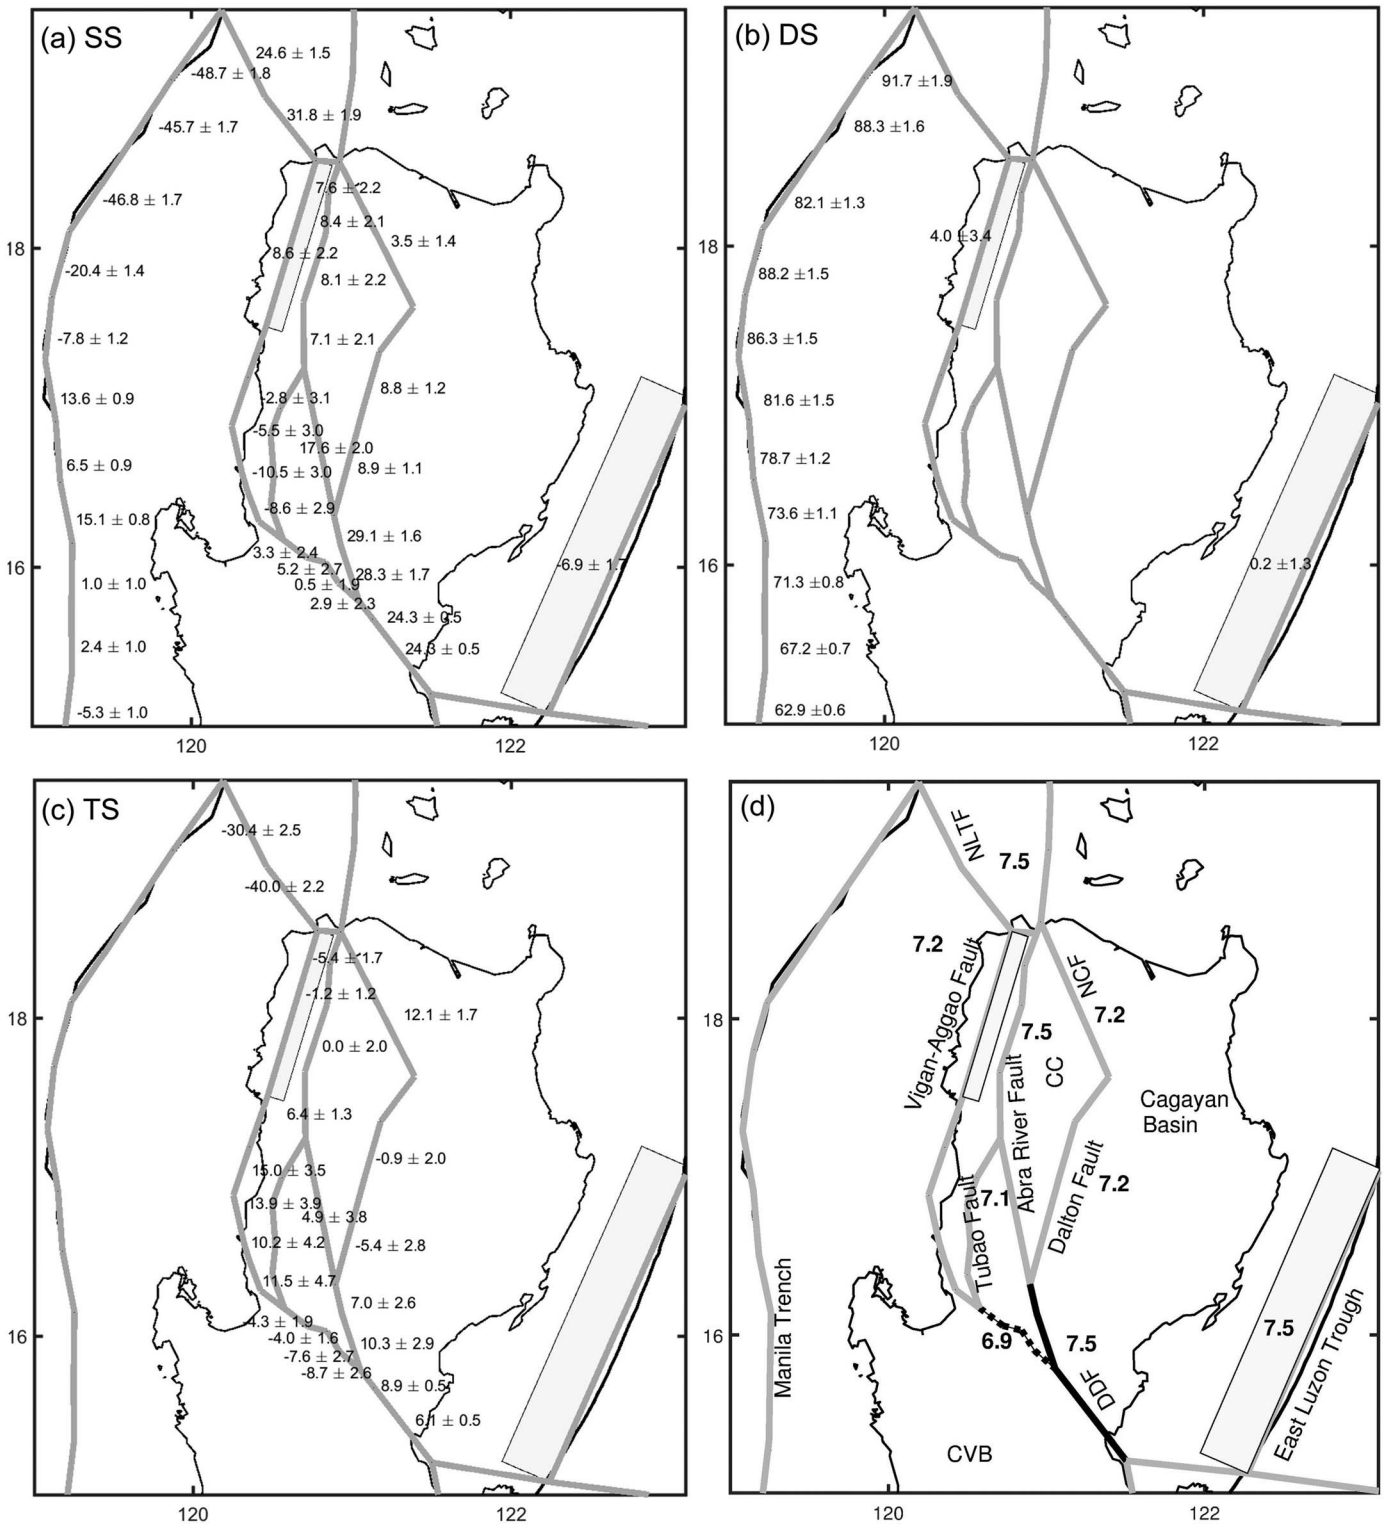 (a) SS
24.6 ± 1.5
-48.7 ± 1.8
31.8 ± 1.9
-45.7 ± 1.7
7.6 ± 2.2
-46.8 ± 1.7
8.4 ± 2.1
3.5 ± 1.4
18
8.6 ± 2.2
-20.4 ± 1.4
8.1 ± 2.2
-7.8 ± 1.2
7.1 ± 2.1
8.8 ± 1.2
13.6 ± 0.9
-2.8 ± 3.1
-5.5 ± 3.0
17.6 ± 2.0
6.5 ± 0.9
-10.5 ± 3.0
8.9 ± 1.1
-8.6 ± 2.9
15.1 ± 0.8
29.1 ± 1.6
3.3 ± 2.4
16
5.2 ± 2.7
-6.9 ± 1.7
28.3 ± 1.7
1.0 ± 1.0
0.5 ± 1.9
2.9 ± 2.3
24.3 ± 0.5
2.4 ± 1.0
24.3 ± 0.5
-5.3 ± 1.0
120
122
(b) DS
91.7 ±1.9
88.3 ±1.6
82.1 ±1.3
4.0 ±3.4
18
88.2 ±1.5
86.3 ±1.5
81.6 ±1.5
78.7 ±1.2
73.6 ±1.1
16
0.2 ±1.3
71.3 ±0.8
67.2 ±0.7
62.9 ±0.6
120
122
(c) TS
-30.4 ± 2.5
-40.0 ± 2.2
-5.4 ± 1.7
-1.2 ± 1.2
12.1 ± 1.7
18
0.0 ± 2.0
6.4 ± 1.3
-0.9 ± 2.0
15.0 ± 3.5
13.9 ± 3.9
4.9 ± 3.8
10.2 ± 4.2
-5.4 ± 2.8
11.5 ± 4.7
7.0 ± 2.6
-4.3 ± 1.9
16
-4.0 ± 1.6
10.3 ± 2.9
-7.6 ± 2.7
-8.7 ± 2.6
8.9 ± 0.5
6.1 ± 0.5
120
122
(d)
NLTF
7.5
7.2
Vigan-Aggao Fault
NCF
7.2
18
7.5
CC
Abra River Fault
Cagayan
Basin
Dalton Fault
7.2
7.1
Tubao Fault
Manila Trench
16
6.9
7.5
7.5
DDF
East Luzon Trough
CVB
120
122